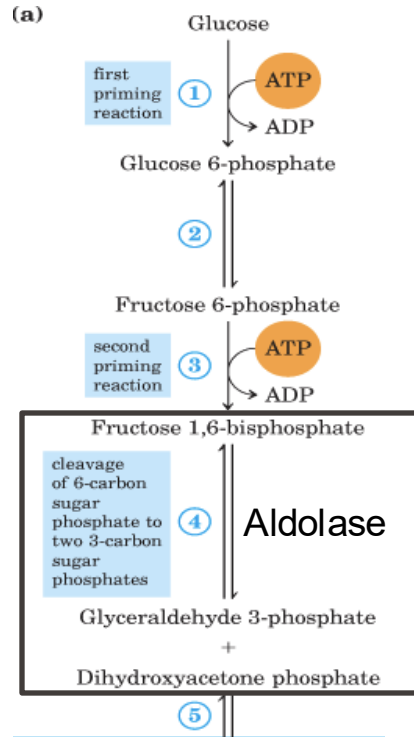 (a)
Glucose
first
priming
reaction
1
ATP
ADP
Glucose 6-phosphate
2
Fructose 6-phosphate
second
priming
reaction
3
ATP
ADP
Fructose 1,6-bisphosphate
cleavage
of 6-carbon
sugar
phosphate to
two 3-carbon
sugar
phosphates
4
Aldolase
Glyceraldehyde 3-phosphate
+
Dihydroxyacetone phosphate
5